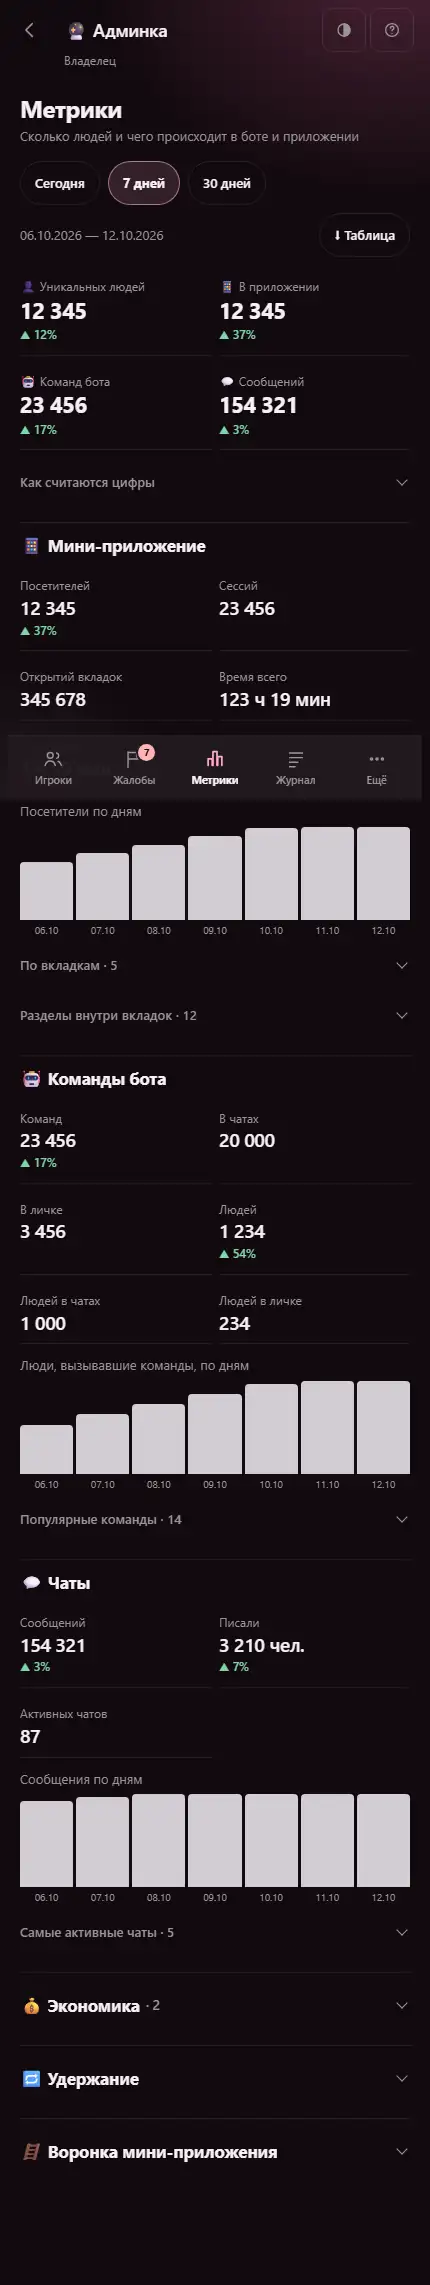 Админка
Владелец
Метрики
Сколько людей и чего происходит в боте и приложении
Сегодня 7 дней 30 дней
06.10.2026 — 12.10.2026 ⬇ Таблица
Уникальных людей В приложении
12 345 12 345
▲ 12% ▲ 37%
Команд бота Сообщений
23 456 154 321
▲ 17% ▲ 3%
Как считаются цифры
Мини-приложение
Посетителей Сессий
12 345 23 456
▲ 37%
Открытий вкладок Время всего
345 678 123 ч 19 мин
7
Игроки Жалобы Метрики Журнал Ещё
Посетители по дням
06.10 07.10 08.10 09.10 10.10 11.10 12.10
По вкладкам · 5
Разделы внутри вкладок · 12
Команды бота
Команд В чатах
23 456 20 000
▲ 17%
В личке Людей
3 456 1 234
▲ 54%
Людей в чатах Людей в личке
1 000 234
Люди, вызывавшие команды, по дням
06.10 07.10 08.10 09.10 10.10 11.10 12.10
Популярные команды · 14
Чаты
Сообщений Писали
154 321 3 210 чел.
▲ 3% ▲ 7%
Активных чатов
87
Сообщения по дням
06.10 07.10 08.10 09.10 10.10 11.10 12.10
Самые активные чаты · 5
Экономика · 2
Удержание
Воронка мини-приложения